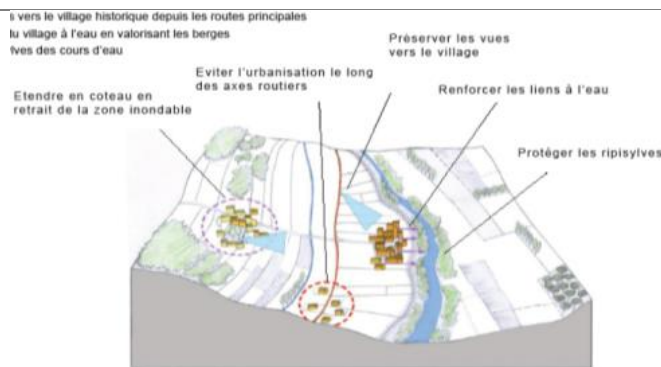 vers le village historique depuis les routes principales
du village à l'eau en valorisant les berges
des cours d'eau
Préserver les vues
vers le village
Eviter l'urbanisation le long
des axes routiers
Renforcer les liens à l'eau
Etendre en coteau en
retrait de la zone inondable
Protéger les ripisylves